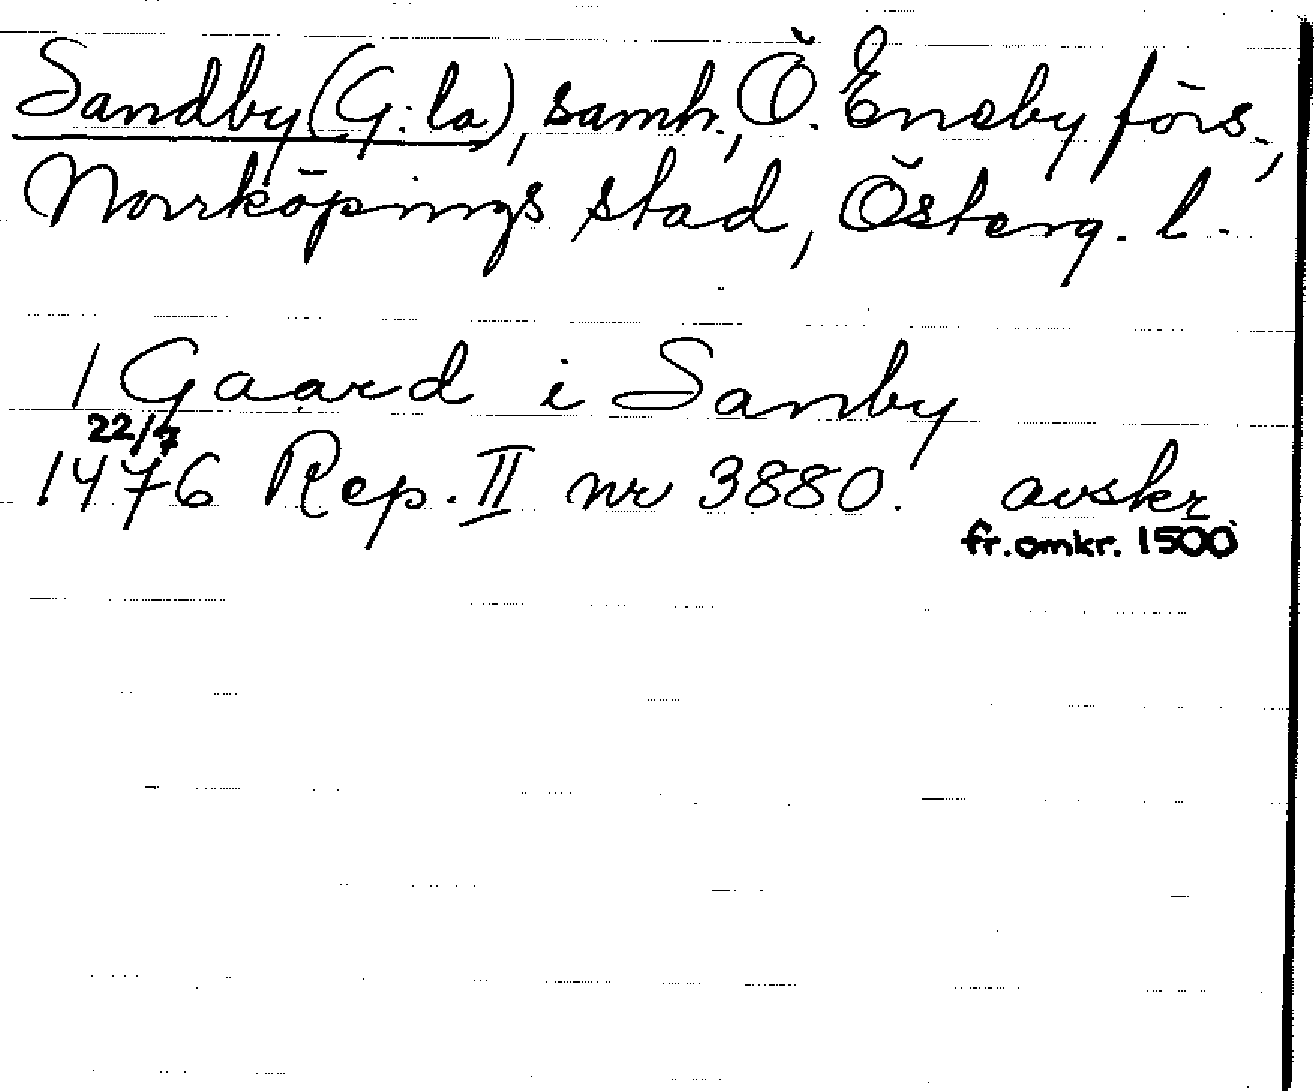 Sandby (G:la), samh., Ö. Eneby förs.,
Norrköpings stad, Österg. l.
1 Gaard i Sanby
22/7
1476 Rep. II nr 3880. avskr
fr. omkr. 1500